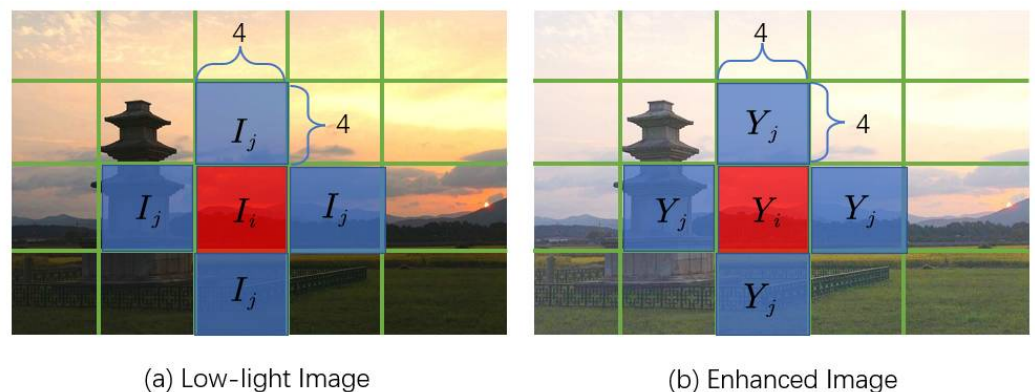 4
4
I_j
I_j I_i I_j
I_j
4
4
Y_j
Y_j Y_i Y_j
Y_j
(a) Low-light Image
(b) Enhanced Image